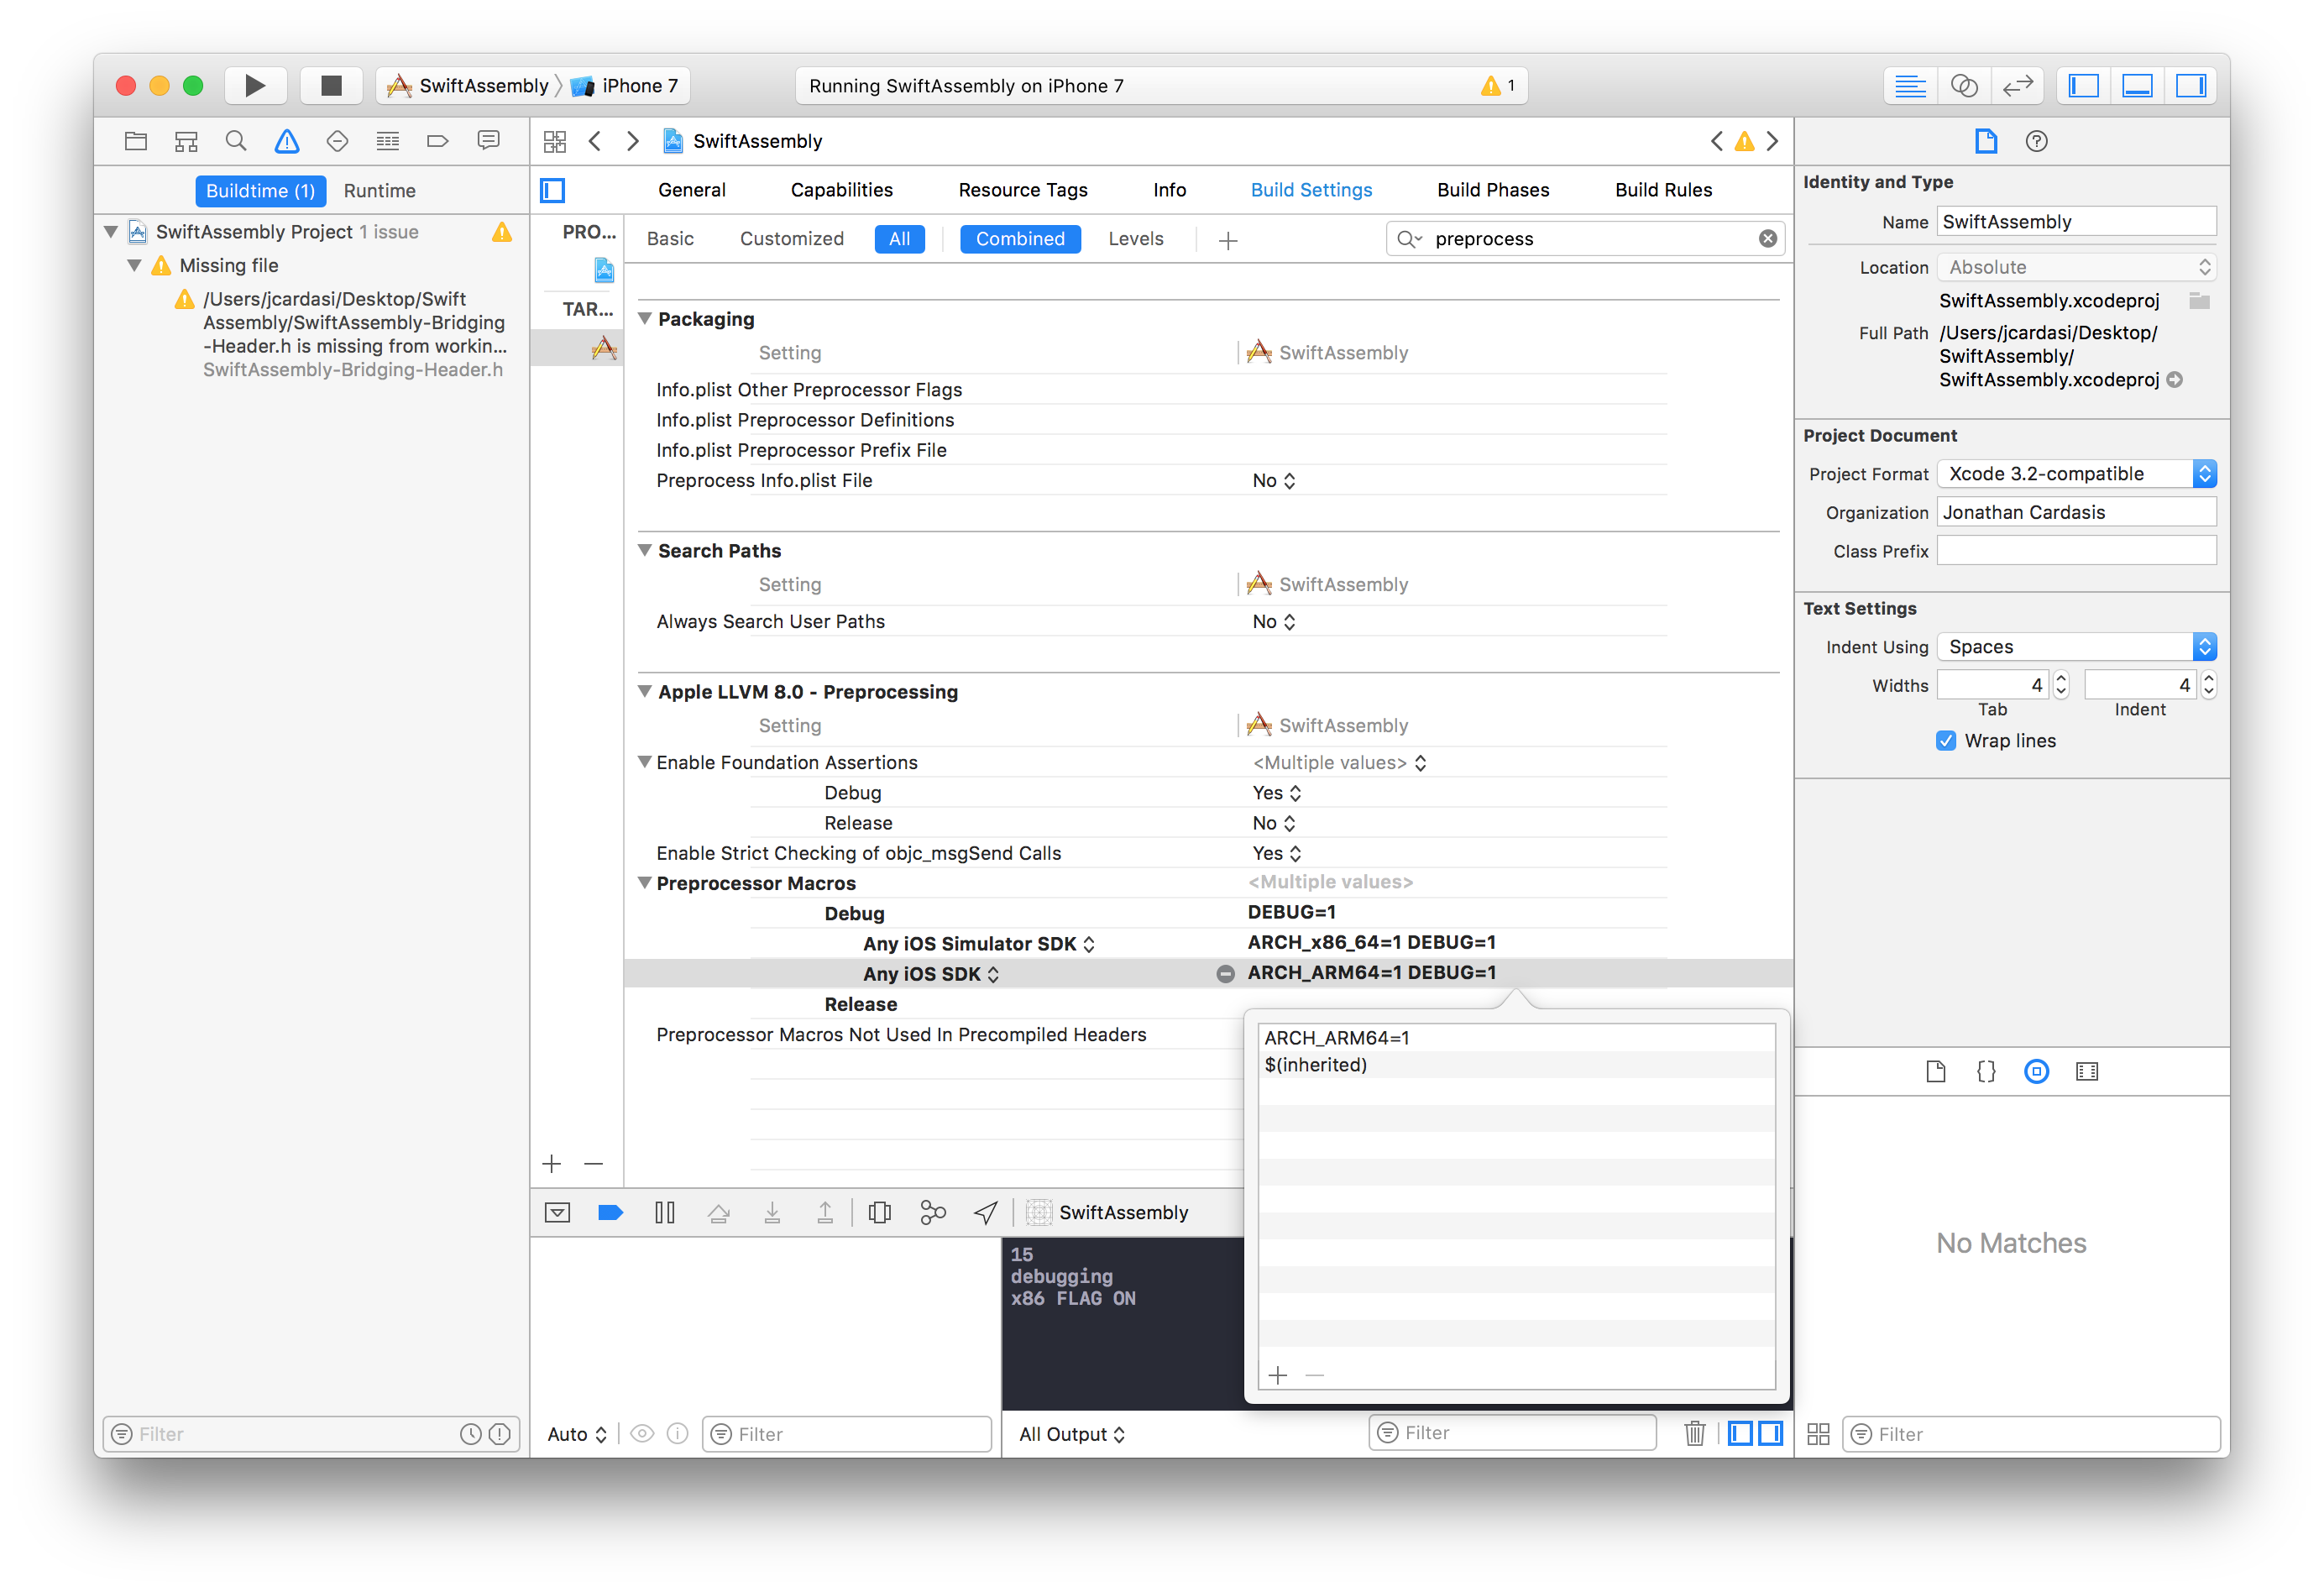 SwiftAssembly
iPhone 7
Running SwiftAssembly on iPhone 7
1
SwiftAssembly
Buildtime (1)
Runtime
SwiftAssembly Project 1 issue
Missing file
/Users/jcardasi/Desktop/Swift
Assembly/SwiftAssembly-Bridging
-Header.h is missing from workin...
SwiftAssembly-Bridging-Header.h
Filter
General
Capabilities
Resource Tags
Info
Build Settings
Build Phases
Build Rules
PRO...
TAR...
Basic
Customized
All
Combined
Levels
preprocess
Packaging
Setting
SwiftAssembly
Info.plist Other Preprocessor Flags
Info.plist Preprocessor Definitions
Info.plist Preprocessor Prefix File
Preprocess Info.plist File
No
Search Paths
Setting
SwiftAssembly
Always Search User Paths
No
Apple LLVM 8.0 - Preprocessing
Setting
SwiftAssembly
Enable Foundation Assertions
<Multiple values>
Debug
Yes
Release
No
Enable Strict Checking of objc_msgSend Calls
Yes
Preprocessor Macros
<Multiple values>
Debug
DEBUG=1
Any iOS Simulator SDK
ARCH_x86_64=1 DEBUG=1
Any iOS SDK
ARCH_ARM64=1 DEBUG=1
Release
Preprocessor Macros Not Used In Precompiled Headers
ARCH_ARM64=1
$(inherited)
SwiftAssembly
15
debugging
x86 FLAG ON
Auto
Filter
All Output
Filter
Identity and Type
Name
SwiftAssembly
Location
Absolute
SwiftAssembly.xcodeproj
Full Path
/Users/jcardasi/Desktop/
SwiftAssembly/
SwiftAssembly.xcodeproj
Project Document
Project Format
Xcode 3.2-compatible
Organization
Jonathan Cardasis
Class Prefix
Text Settings
Indent Using
Spaces
Widths
4
4
Tab
Indent
Wrap lines
No Matches
Filter